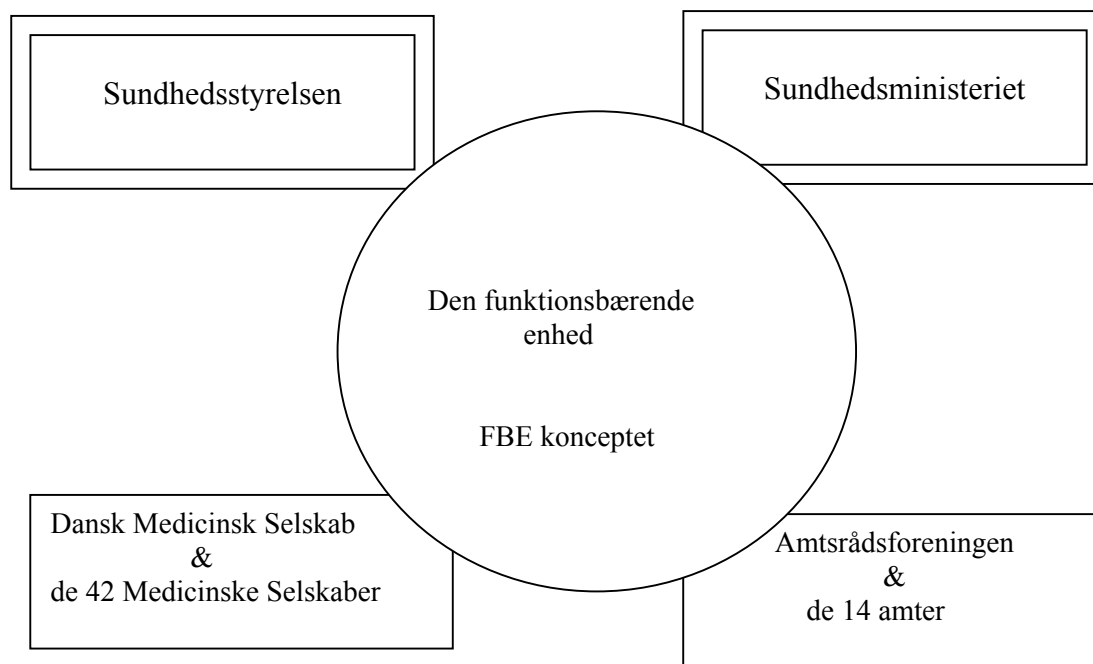 Sundhedsstyrelsen
Sundhedsministeriet
Den funktionsbærende
enhed
FBE konceptet
Dansk Medicinsk Selskab
&
de 42 Medicinske Selskaber
Amtsrådsforeningen
&
de 14 amter